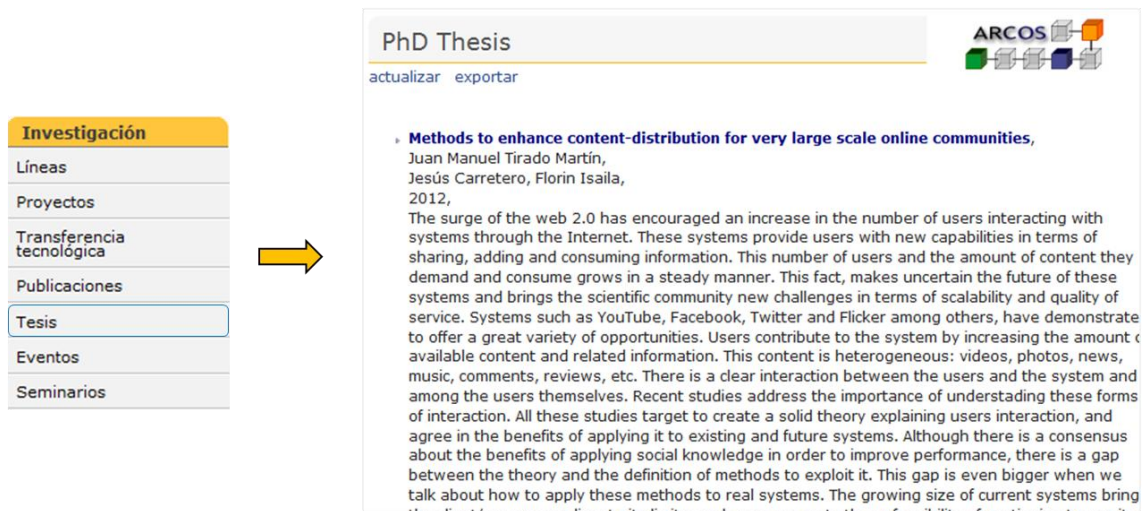 Investigación
Líneas
Proyectos
Transferencia
tecnológica
Publicaciones
Tesis
Eventos
Seminarios
PhD Thesis
ARCOS
actualizar exportar
Methods to enhance content-distribution for very large scale online communities,
Juan Manuel Tirado Martín,
Jesús Carretero, Florin Isaila,
2012,
The surge of the web 2.0 has encouraged an increase in the number of users interacting with
systems through the Internet. These systems provide users with new capabilities in terms of
sharing, adding and consuming information. This number of users and the amount of content they
demand and consume grows in a steady manner. This fact, makes uncertain the future of these
systems and brings the scientific community new challenges in terms of scalability and quality of
service. Systems such as YouTube, Facebook, Twitter and Flicker among others, have demonstrate
to offer a great variety of opportunities. Users contribute to the system by increasing the amount
available content and related information. This content is heterogeneous: videos, photos, news,
music, comments, reviews, etc. There is a clear interaction between the users and the system and
among the users themselves. Recent studies address the importance of understading these forms
of interaction. All these studies target to create a solid theory explaining users interaction, and
agree in the benefits of applying it to existing and future systems. Although there is a consensus
about the benefits of applying social knowledge in order to improve performance, there is a gap
between the theory and the definition of methods to exploit it. This gap is even bigger when we
talk about how to apply these methods to real systems. The growing size of current systems bring